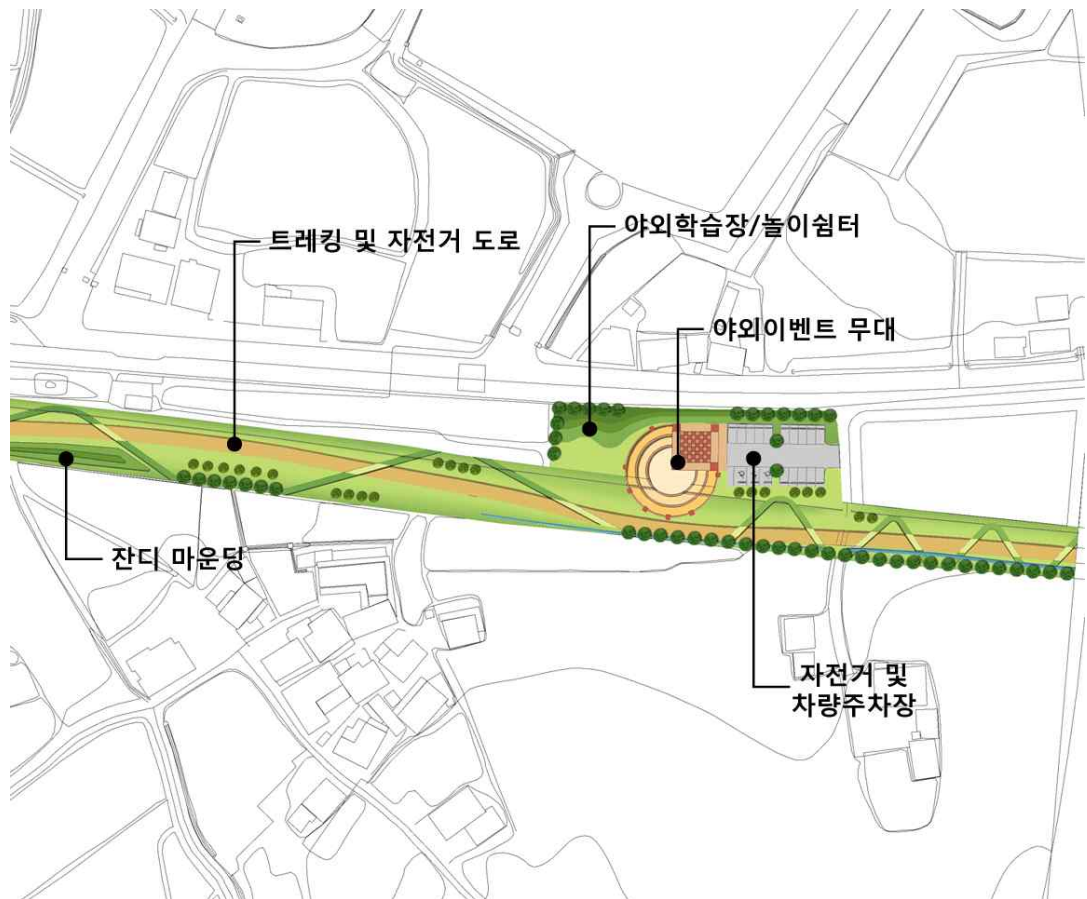 야외학습장/놀이쉼터
트레킹 및 자전거 도로
야외이벤트 무대
잔디 마운딩
자전거 및
차량주차장